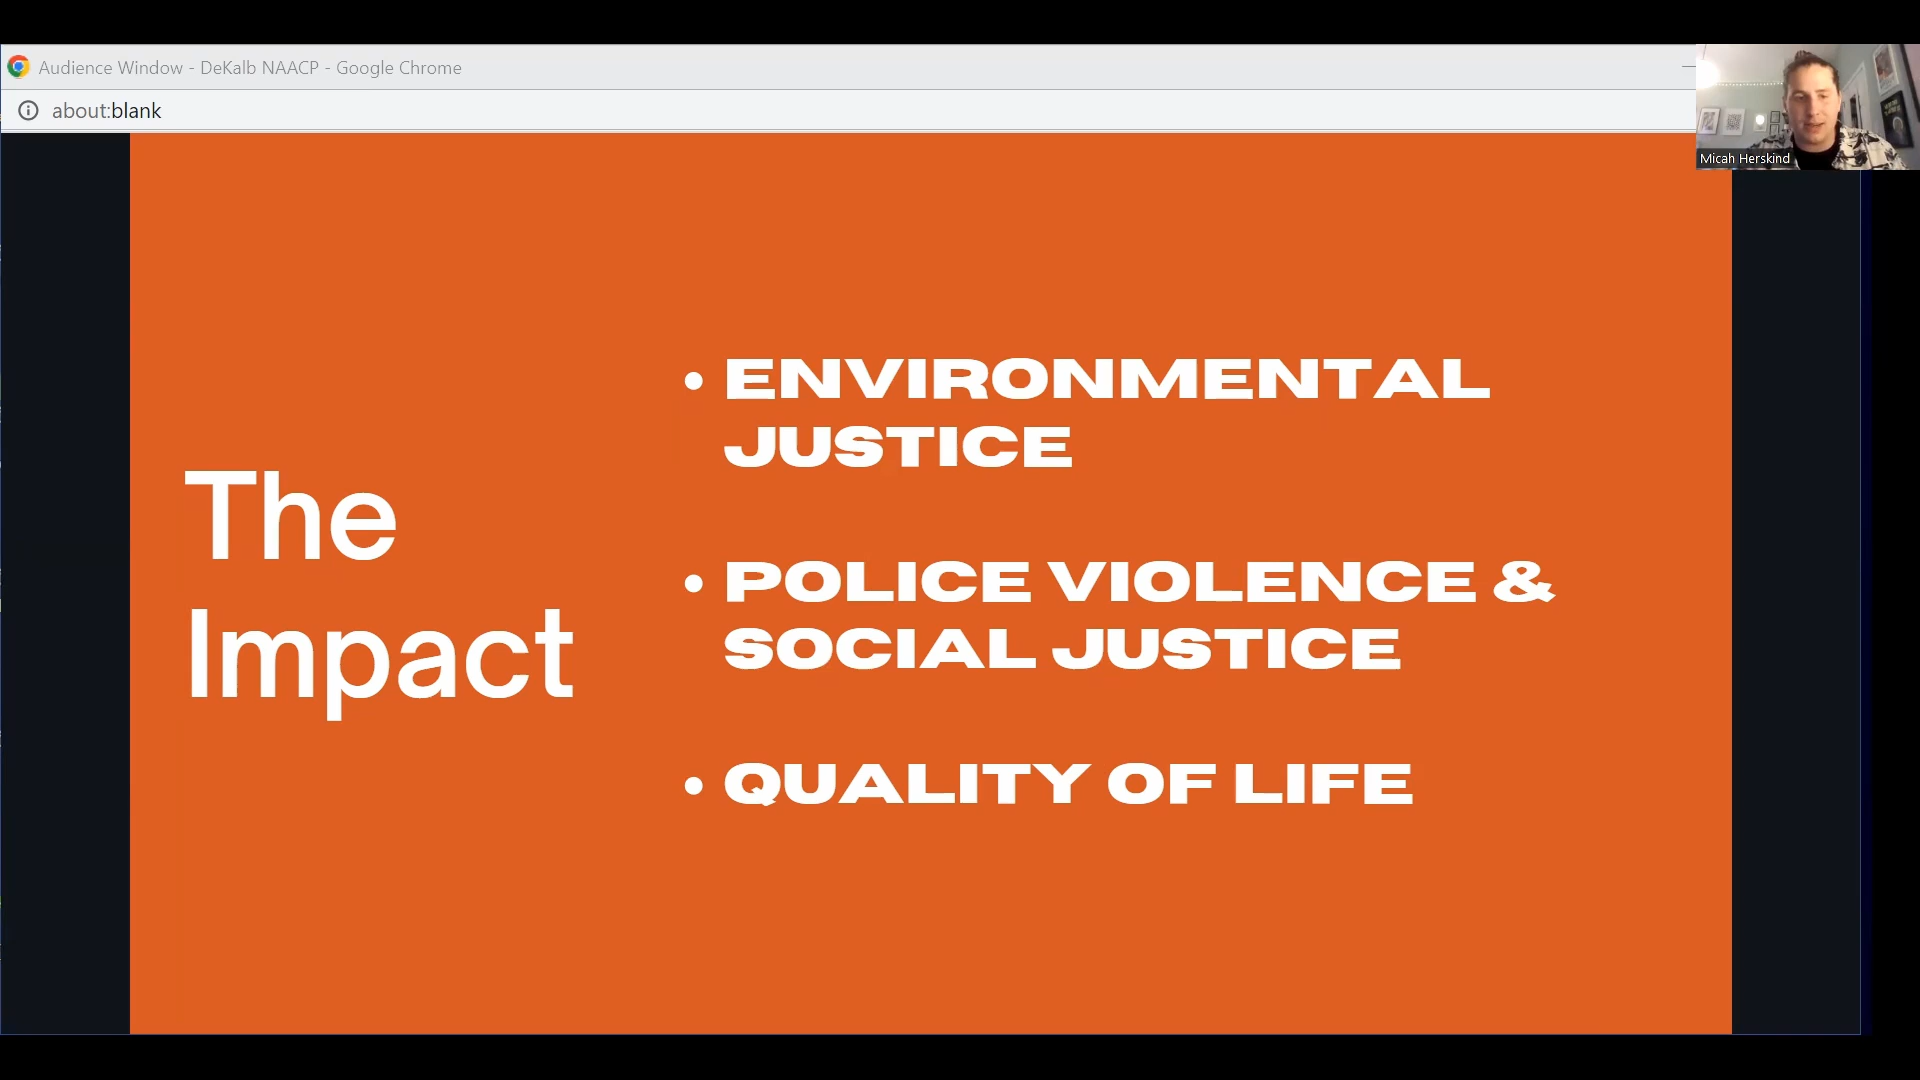 Audience Window - DeKalb NAACP - Google Chrome
about:blank
Micah Herskind
The
Impact
• ENVIRONMENTAL
JUSTICE
• POLICE VIOLENCE &
SOCIAL JUSTICE
• QUALITY OF LIFE